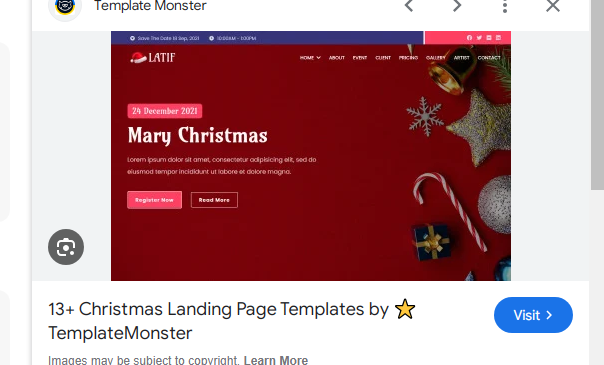 Template Monster
Save The Date 18 Sep, 2021
10:00AM - 1:00PM
LATIF
HOME ABOUT EVENT CLIENT PRICING GALLERY ARTIST CONTACT
24 December 2021
Mary Christmas
Lorem ipsum dolor sit amet, consectetur adipisicing elit, sed do
eiusmod tempor incididunt ut labore et dolore magna.
Register Now Read More
13+ Christmas Landing Page Templates by ⭐
TemplateMonster
Visit
Images may be subject to copyright. Learn More